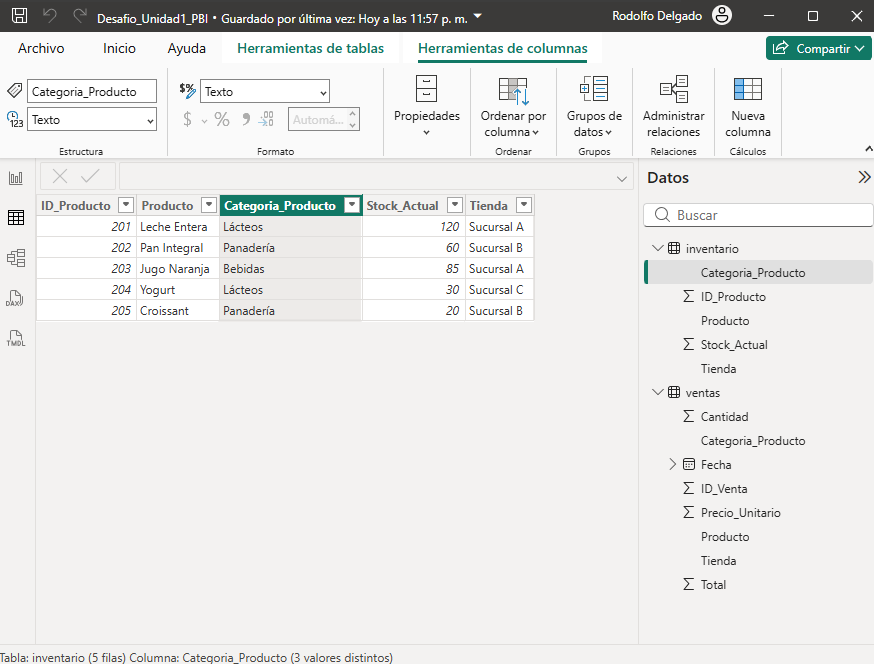 Desafio_Unidad1_PBI • Guardado por última vez: Hoy a las 11:57 p. m.
Rodolfo Delgado
Archivo Inicio Ayuda Herramientas de tablas Herramientas de columnas Compartir
Categoria_Producto
Texto
Texto
$ % 9 Automá...
Propiedades
Ordenar por
columna
Grupos de
datos
Administrar
relaciones
Nueva
columna
Estructura Formato Ordenar Grupos Relaciones Cálculos
ID_Producto Producto Categoria_Producto Stock_Actual Tienda
201 Leche Entera Lácteos 120 Sucursal A
202 Pan Integral Panadería 60 Sucursal B
203 Jugo Naranja Bebidas 85 Sucursal A
204 Yogurt Lácteos 30 Sucursal C
205 Croissant Panadería 20 Sucursal B
DAX
TMDL
Datos
Buscar
inventario
Categoria_Producto
ID_Producto
Producto
Stock_Actual
Tienda
ventas
Cantidad
Categoria_Producto
Fecha
ID_Venta
Precio_Unitario
Producto
Tienda
Total
Tabla: inventario (5 filas) Columna: Categoria_Producto (3 valores distintos)